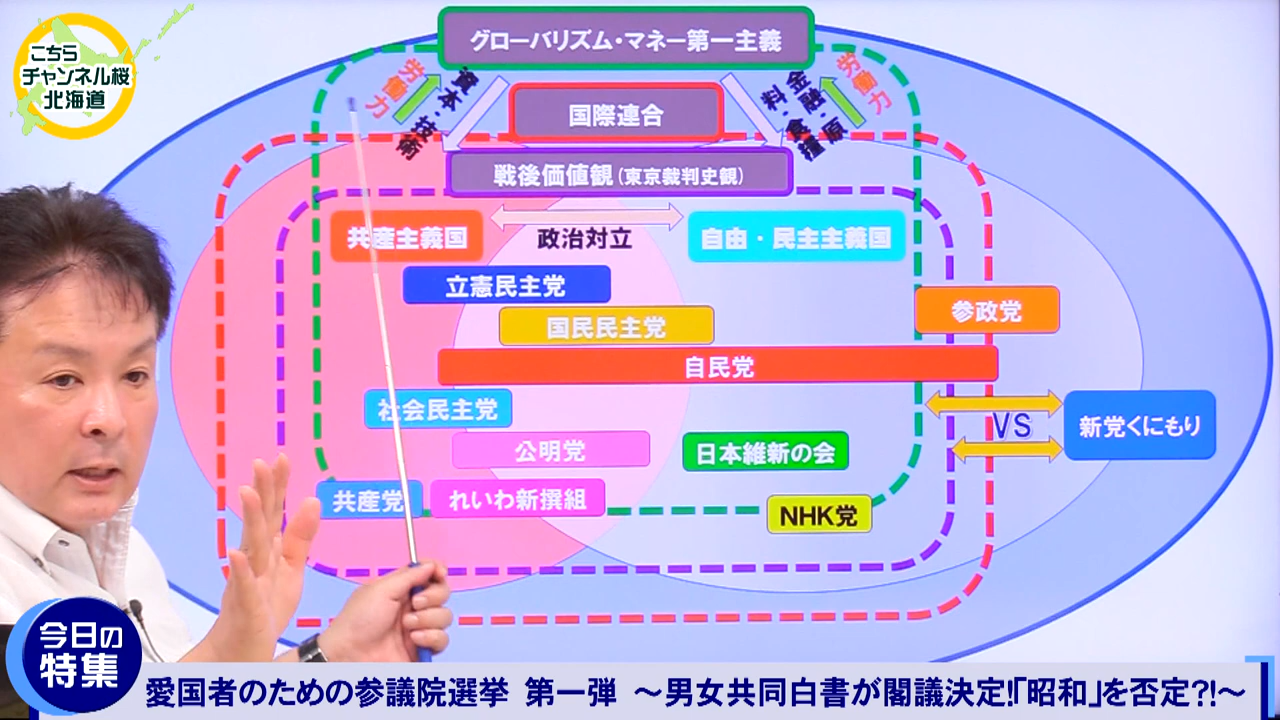 こちら
チャンネル桜
北海道
グローバリズム・マネー第一主義
労働力
資本・技術
国際連合
金融・原
料・食糧
労働力
戦後価値観（東京裁判史観）
共産主義国
政治対立
自由・民主主義国
立憲民主党
国民民主党
参政党
自民党
社会民主党
VS
新党くにもり
公明党
日本維新の会
共産党
れいわ新撰組
NHK党
今日の
特集
愛国者のための参議院選挙 第一弾 ～男女共同白書が閣議決定!「昭和」を否定?!～